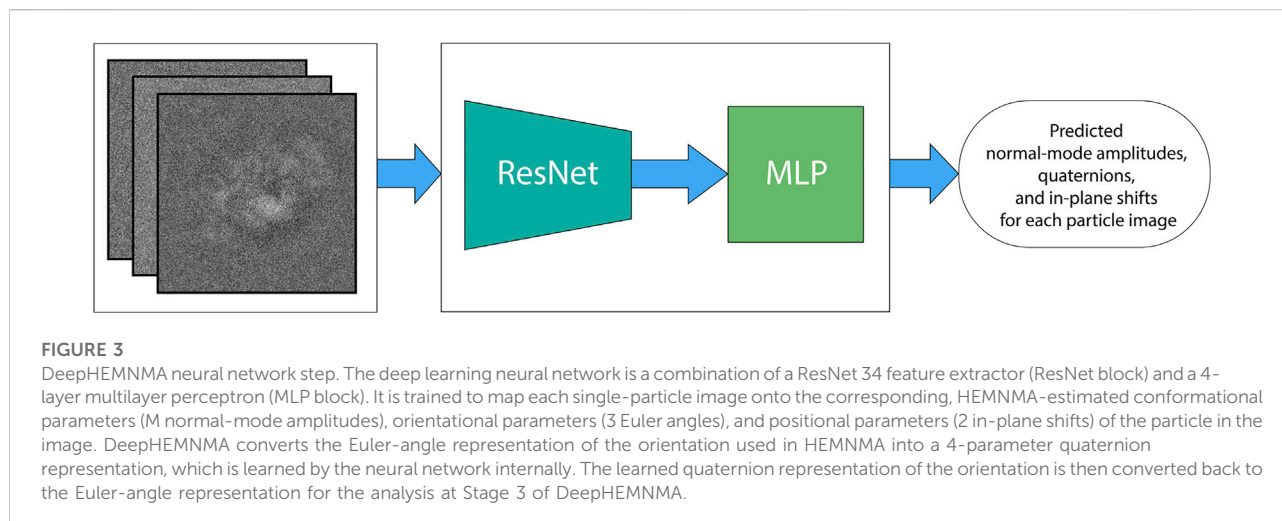 ResNet
MLP
Predicted
normal-mode amplitudes,
quaternions,
and in-plane shifts
for each particle image
FIGURE 3
DeepHEMNMA neural network step. The deep learning neural network is a combination of a ResNet 34 feature extractor (ResNet block) and a 4-
layer multilayer perceptron (MLP block). It is trained to map each single-particle image onto the corresponding, HEMNMA-estimated conformational
parameters (M normal-mode amplitudes), orientational parameters (3 Euler angles), and positional parameters (2 in-plane shifts) of the particle in the
image. DeepHEMNMA converts the Euler-angle representation of the orientation used in HEMNMA into a 4-parameter quaternion
representation, which is learned by the neural network internally. The learned quaternion representation of the orientation is then converted back to
the Euler-angle representation for the analysis at Stage 3 of DeepHEMNMA.